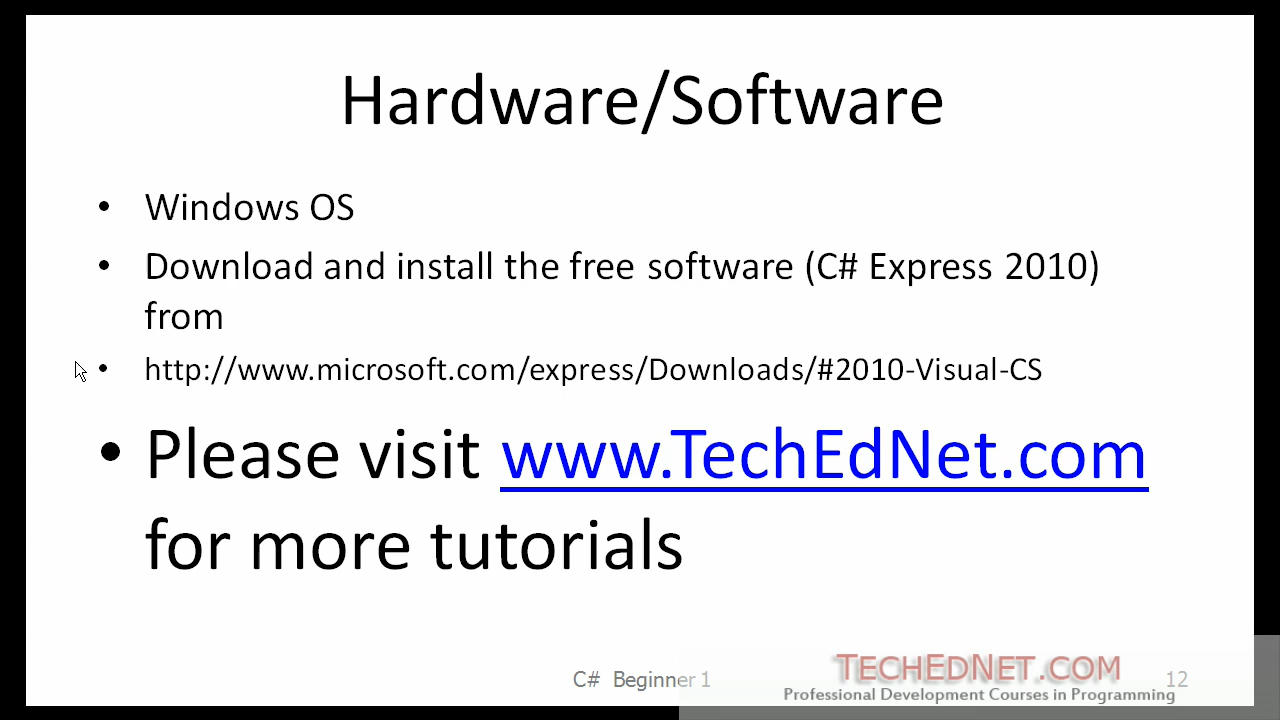 Hardware/Software
• Windows OS
• Download and install the free software (C# Express 2010)
from
• http://www.microsoft.com/express/Downloads/#2010-Visual-CS
• Please visit www.TechEdNet.com
for more tutorials
C# Beginner 1
TECHEDNET.COM
Professional Development Courses in Programming
12